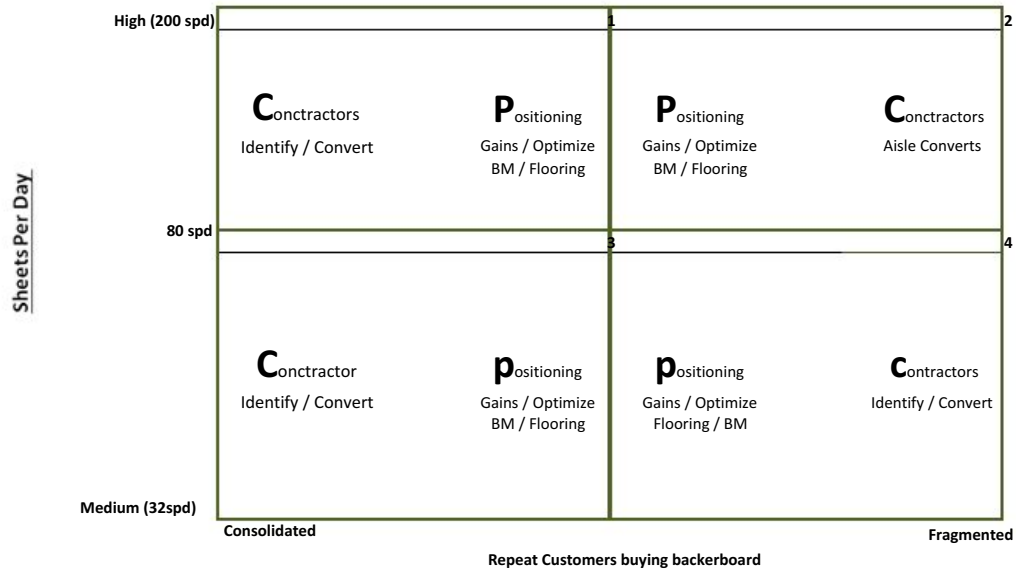 High (200 spd)
1
2
Conctractors
Positioning
Positioning
Conctractors
Identify / Convert
Gains / Optimize
BM / Flooring
Gains / Optimize
BM / Flooring
Aisle Converts
Sheets Per Day
80 spd
3
4
Conctractor
positioning
positioning
contractors
Identify / Convert
Gains / Optimize
BM / Flooring
Gains / Optimize
Flooring / BM
Identify / Convert
Medium (32spd)
Consolidated
Fragmented
Repeat Customers buying backerboard